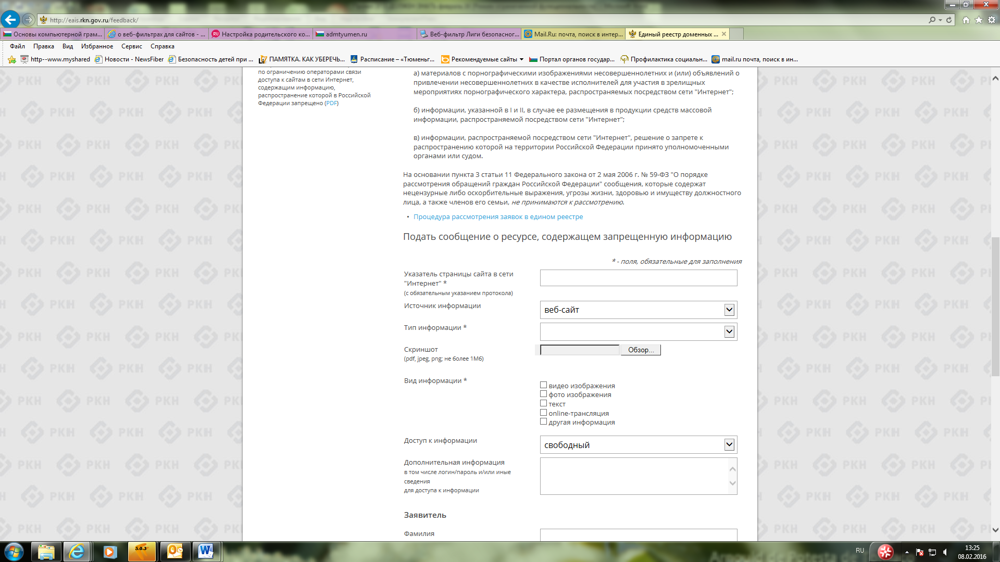 http://eais.rkn.gov.ru/feedback/
Основы компьютерной грам...
о веб-фильтрах для сайтов - ...
Настройка родительского ко...
admtyumen.ru
Веб-фильтр Лиги безопасног...
Mail.Ru: почта, поиск в интер...
Единый реестр доменных ...
Файл Правка Вид Избранное Сервис Справка
http--www.myshared
Новости - NewsFiber
Безопасность детей при ...
ПАМЯТКА. КАК УБЕРЕЧЬ...
Расписание – «Тюменьг...
Рекомендуемые сайты
Портал органов государ...
Профилактика социальн...
mail.ru почта, поиск в ин...
по ограничению операторами связи
доступа к сайтам в сети Интернет,
содержащим информацию,
распространение которой в Российской
Федерации запрещено (PDF)
а) материалов с порнографическими изображениями несовершеннолетних и (или) объявлений о
привлечении несовершеннолетних в качестве исполнителей для участия в зрелищных
мероприятиях порнографического характера, распространяемых посредством сети "Интернет";
б) информации, указанной в I и II, в случае ее размещения в продукции средств массовой
информации, распространяемой посредством сети "Интернет";
в) информации, распространяемой посредством сети "Интернет", решение о запрете к
распространению которой на территории Российской Федерации принято уполномоченными
органами или судом.
На основании пункта 3 статьи 11 Федерального закона от 2 мая 2006 г. № 59-ФЗ "О порядке
рассмотрения обращений граждан Российской Федерации" сообщения, которые содержат
нецензурные либо оскорбительные выражения, угрозы жизни, здоровью и имуществу должностного
лица, а также членов его семьи, не принимаются к рассмотрению.
• Процедура рассмотрения заявок в едином реестре
Подать сообщение о ресурсе, содержащем запрещенную информацию
* - поля, обязательные для заполнения
Указатель страницы сайта в сети
"Интернет" *
(с обязательным указанием протокола)
Источник информации
веб-сайт
Тип информации *
Скриншот
(pdf, jpeg, png; не более 1Мб)
Обзор...
Вид информации *
видео изображения
фото изображения
текст
online-трансляция
другая информация
Доступ к информации
свободный
Дополнительная информация
в том числе логин/пароль и/или иные
сведения
для доступа к информации
Заявитель
Фамилия
РКН
5.0.3
RU
13:25
08.02.2016